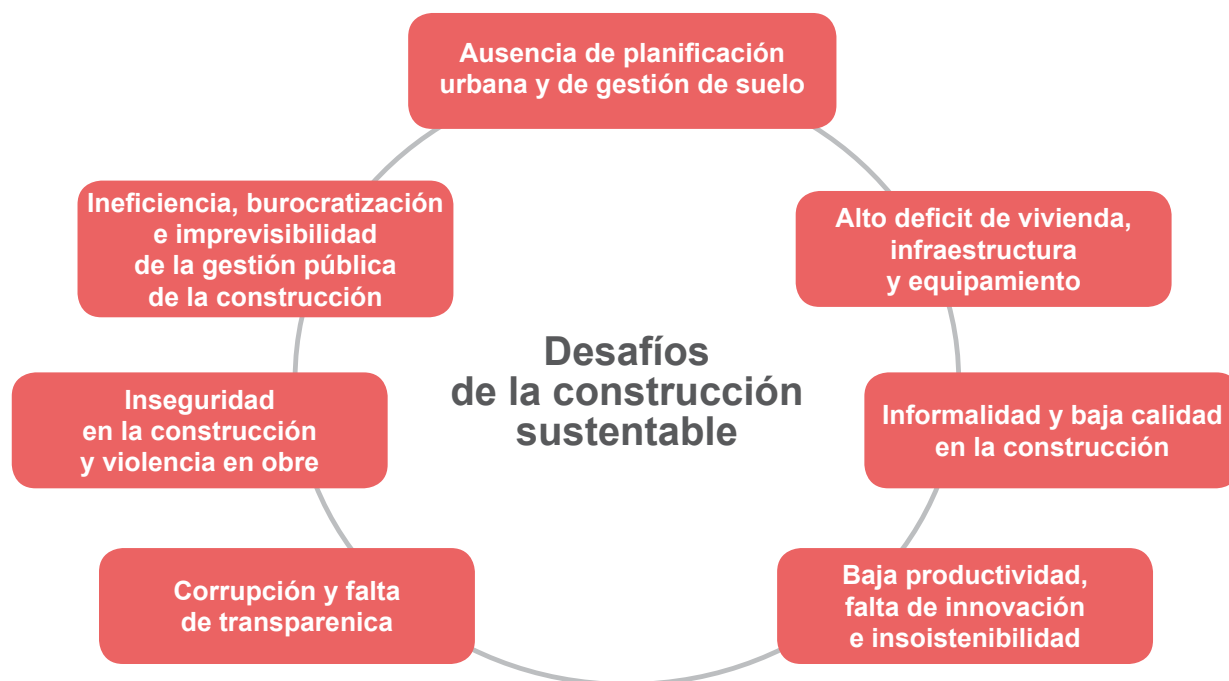 Ausencia de planificación
urbana y de gestión de suelo
Alto deficit de vivienda,
infraestructura
y equipamiento
Informalidad y baja calidad
en la construcción
Baja productividad,
falta de innovación
e insoistenibilidad
Corrupción y falta
de transparenica
Inseguridad
en la construcción
y violencia en obre
Ineficiencia, burocratización
e imprevisibilidad
de la gestión pública
de la construcción
Desafíos
de la construcción
sustentable